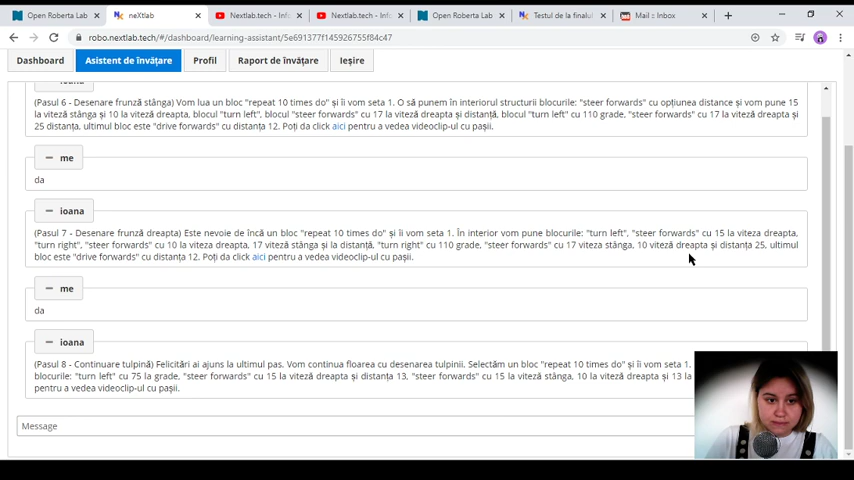 Open Roberta Lab
neXtlab
Nextlab.tech - Info
Nextlab.tech - Info
Open Roberta Lab
Testul de la finalul
Mail :: Inbox
robo.nextlab.tech/#/dashboard/learning-assistant/5e691377f145926755f84c47
Dashboard
Asistent de învățare
Profil
Raport de învățare
Ieșire
(Pasul 6 - Desenare frunză stânga) Vom lua un bloc "repeat 10 times do" și îi vom seta 1. O să punem în interiorul structurii blocurile: "steer forwards" cu opțiunea distance și vom pune 15
la viteză stânga și 10 la viteză dreapta, blocul "turn left", blocul "steer forwards" cu 17 la viteză dreapta și distanță, blocul "turn left" cu 110 grade, "steer forwards" cu 17 la viteză dreapta și
25 distanța, ultimul bloc este "drive forwards" cu distanța 12. Poți da click aici pentru a vedea videoclip-ul cu pașii.
me
da
ioana
(Pasul 7 - Desenare frunză dreapta) Este nevoie de încă un bloc "repeat 10 times do" și îi vom seta 1. În interior vom pune blocurile: "turn left", "steer forwards" cu 15 la viteza dreapta,
"turn right", "steer forwards" cu 10 la viteza dreapta, 17 viteză stânga și la distanță, "turn right" cu 110 grade, "steer forwards" cu 17 viteza stânga, 10 viteză dreapta și distanța 25, ultimul
bloc este "drive forwards" cu distanța 12. Poți da click aici pentru a vedea videoclip-ul cu pașii.
me
da
ioana
(Pasul 8 - Continuare tulpină) Felicitări ai ajuns la ultimul pas. Vom continua floarea cu desenarea tulpinii. Selectăm un bloc "repeat 10 times do" și îi vom seta 1.
blocurile: "turn left" cu 75 la grade, "steer forwards" cu 15 la viteză dreapta și distanța 13, "steer forwards" cu 15 la viteză stânga, 10 la viteză dreapta și 13 la
pentru a vedea videoclip-ul cu pașii.
Message